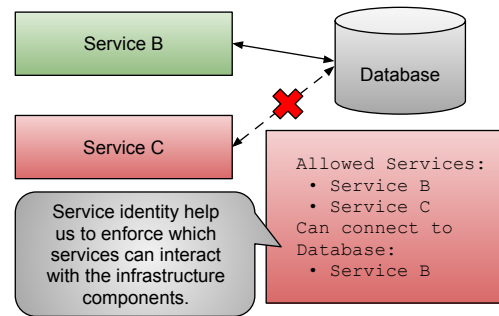 Service B
Database
Service C
Allowed Services:
• Service B
• Service C
Can connect to
Database:
• Service B
Service identity help
us to enforce which
services can interact
with the infrastructure
components.